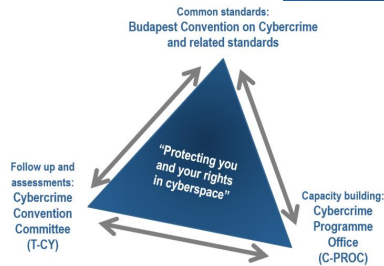 Common standards:
Budapest Convention on Cybercrime
and related standards
“Protecting you
and your rights
in cyberspace”
Follow up and
assessments:
Cybercrime
Convention
Committee
(T-CY)
Capacity building:
Cybercrime
Programme
Office
(C-PROC)